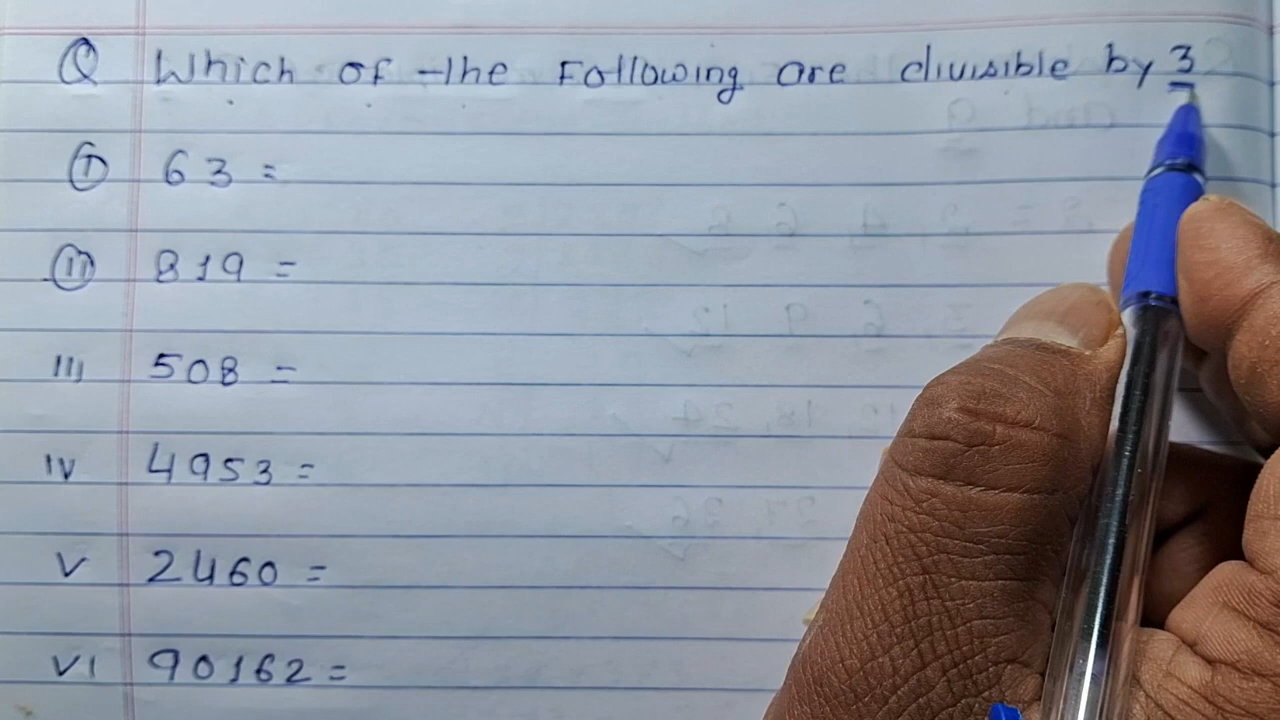 Q Which of the Following are divisible by 3
(I) 63 =
(II) 819 =
III) 508 =
IV 4953 =
V 2460 =
VI 90162 =